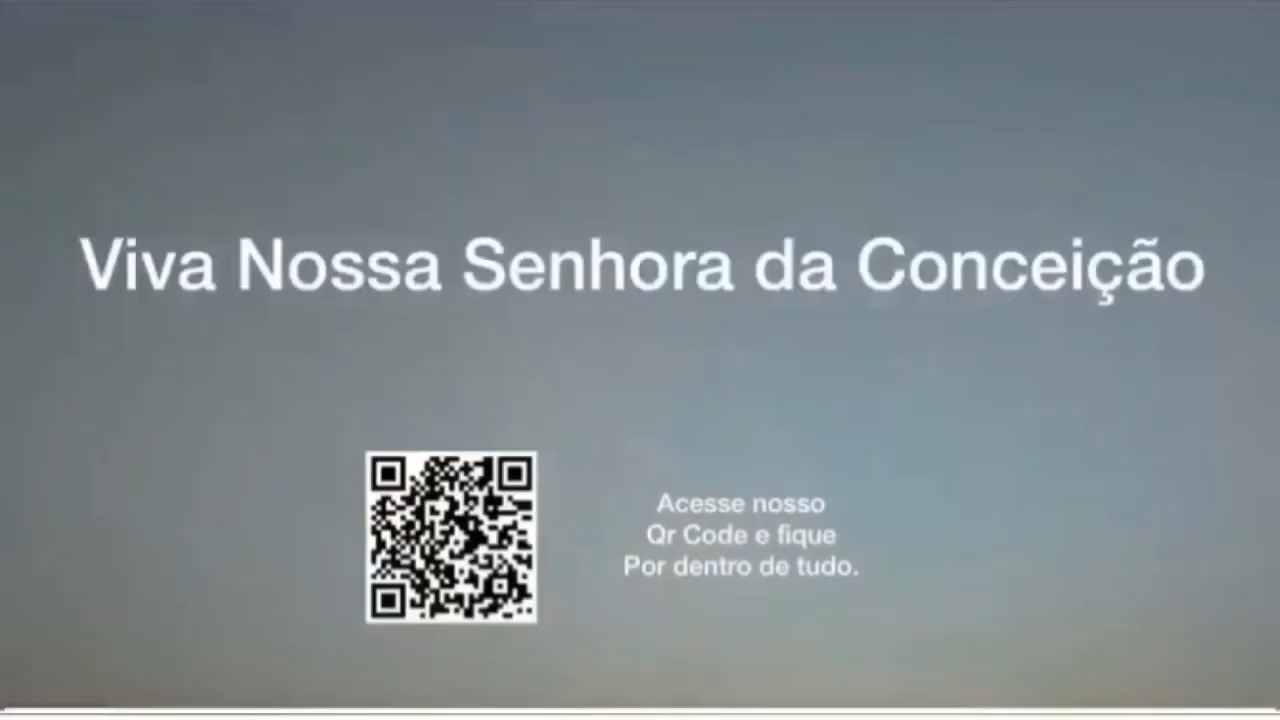 Viva Nossa Senhora da Conceição
Acesse nosso
Qr Code e fique
Por dentro de tudo.